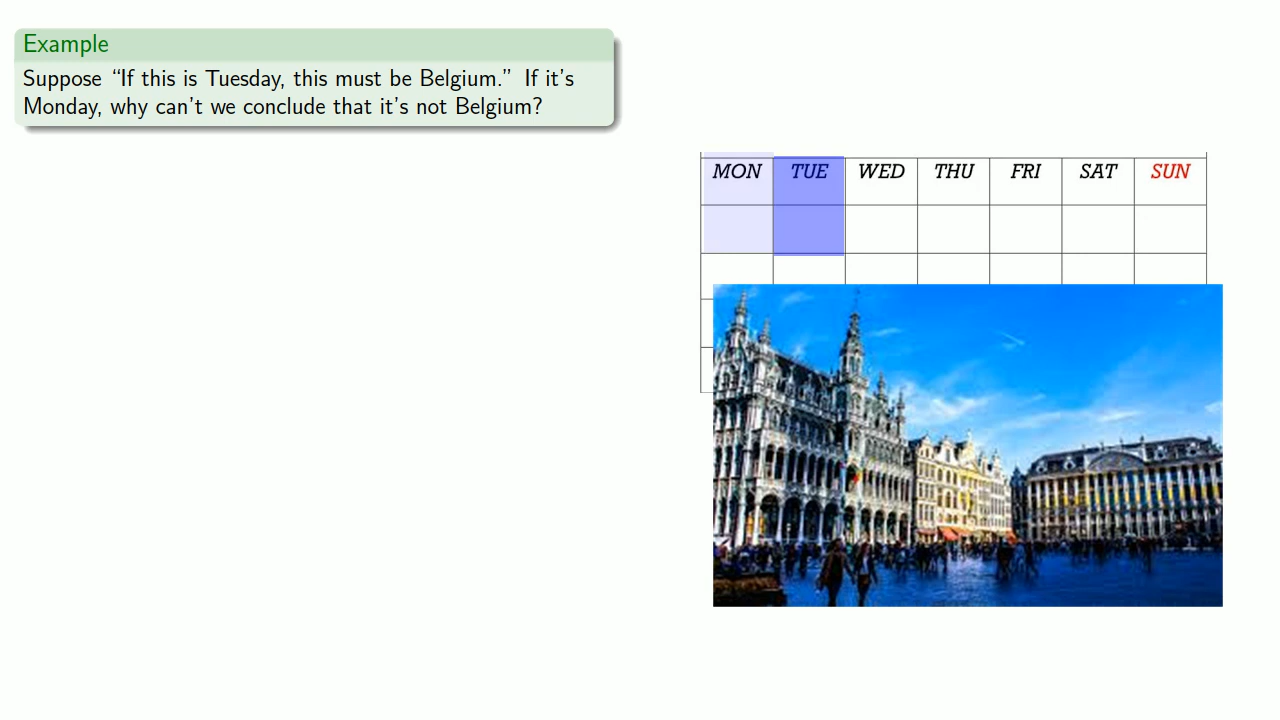 Example
Suppose “If this is Tuesday, this must be Belgium.” If it’s
Monday, why can’t we conclude that it’s not Belgium?
MON TUE WED THU FRI SAT SUN